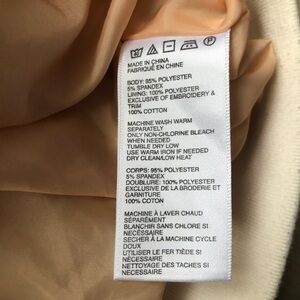 MADE IN CHINA
FABRIQUÉ EN CHINE
BODY: 95% POLYESTER
5% SPANDEX
LINING: 100% POLYESTER
EXCLUSIVE OF EMBROIDERY &
TRIM
100% COTTON
MACHINE WASH WARM
SEPARATELY
ONLY NON-CHLORINE BLEACH
WHEN NEEDED
TUMBLE DRY LOW
USE WARM IRON IF NEEDED
DRY CLEAN/LOW HEAT
CORPS: 95% POLYESTER
5% SPANDEX
DOUBLURE: 100% POLYESTER
EXCLUSIVE DE LA BRODERIE ET
GARNITURE
100% COTON
MACHINE À LAVER CHAUD
SÉPARÉMENT
BLANCHIR SANS CHLORE SI
NÉCESSAIRE
SÉCHER À LA MACHINE CYCLE
DOUX
UTILISER LE FER TIÈDE SI
NÉCESSAIRE
NETTOYAGE DES TACHES SI
NÉCESSAIRE